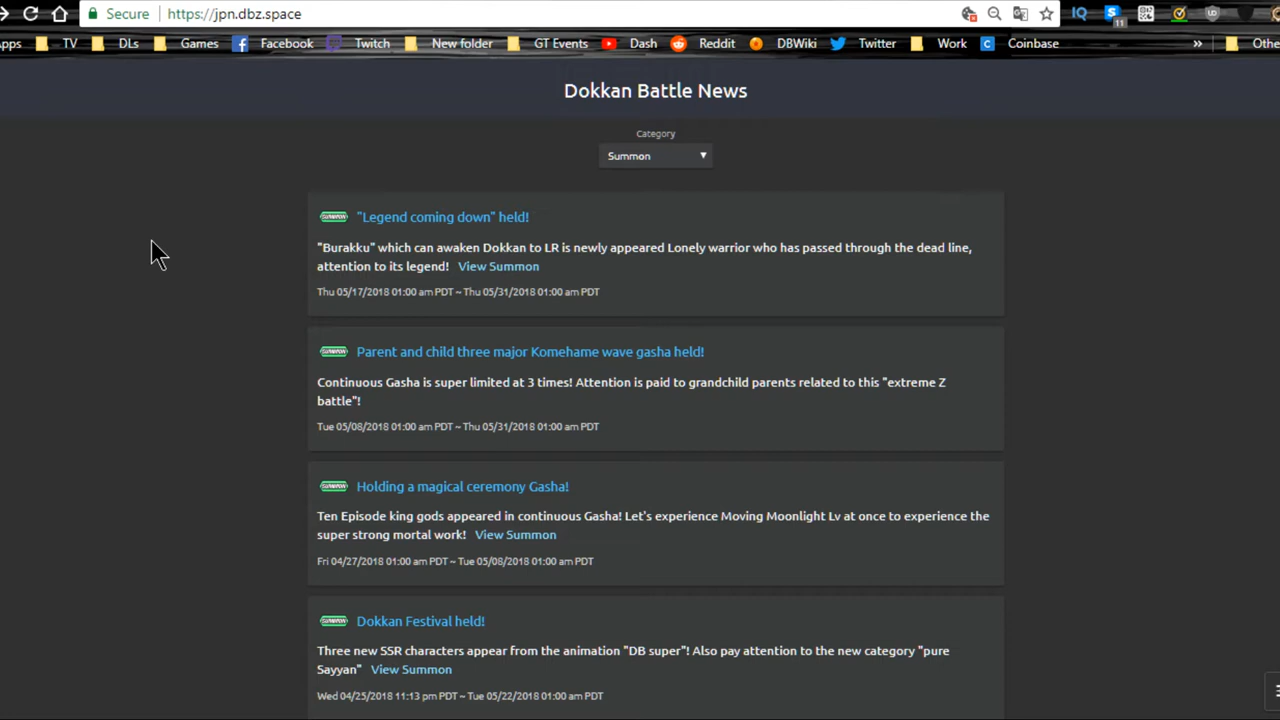 Secure https://jpn.dbz.space
11
Apps TV DLs Games Facebook Twitch New folder GT Events Dash Reddit DBWiki Twitter Work Coinbase » Othe
Dokkan Battle News
Category
Summon
SUMMON "Legend coming down" held!
"Burakku" which can awaken Dokkan to LR is newly appeared Lonely warrior who has passed through the dead line,
attention to its legend! View Summon
Thu 05/17/2018 01:00 am PDT ~ Thu 05/31/2018 01:00 am PDT
SUMMON Parent and child three major Komehame wave gasha held!
Continuous Gasha is super limited at 3 times! Attention is paid to grandchild parents related to this "extreme Z
battle"!
Tue 05/08/2018 01:00 am PDT ~ Thu 05/31/2018 01:00 am PDT
SUMMON Holding a magical ceremony Gasha!
Ten Episode king gods appeared in continuous Gasha! Let's experience Moving Moonlight Lv at once to experience the
super strong mortal work! View Summon
Fri 04/27/2018 01:00 am PDT ~ Tue 05/08/2018 01:00 am PDT
SUMMON Dokkan Festival held!
Three new SSR characters appear from the animation "DB super"! Also pay attention to the new category "pure
Sayyan" View Summon
Wed 04/25/2018 11:13 pm PDT ~ Tue 05/22/2018 01:00 am PDT